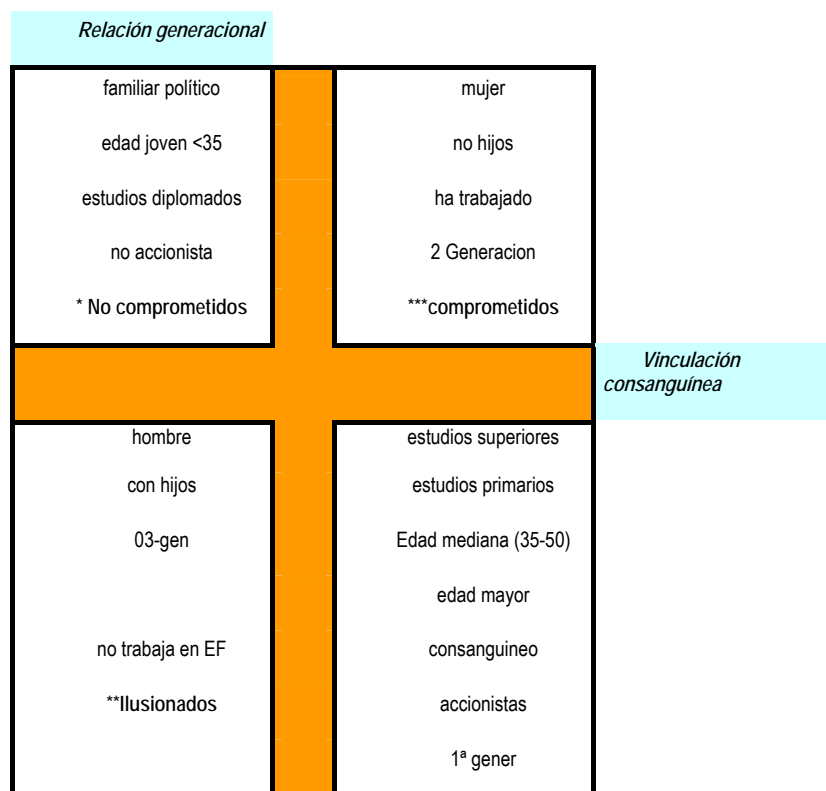 Relación generacional
familiar político
edad joven <35
estudios diplomados
no accionista
* No comprometidos
mujer
no hijos
ha trabajado
2 Generacion
***comprometidos
Vinculación
consanguínea
hombre
con hijos
03-gen
no trabaja en EF
**Ilusionados
estudios superiores
estudios primarios
Edad mediana (35-50)
edad mayor
consanguineo
accionistas
1ª gener